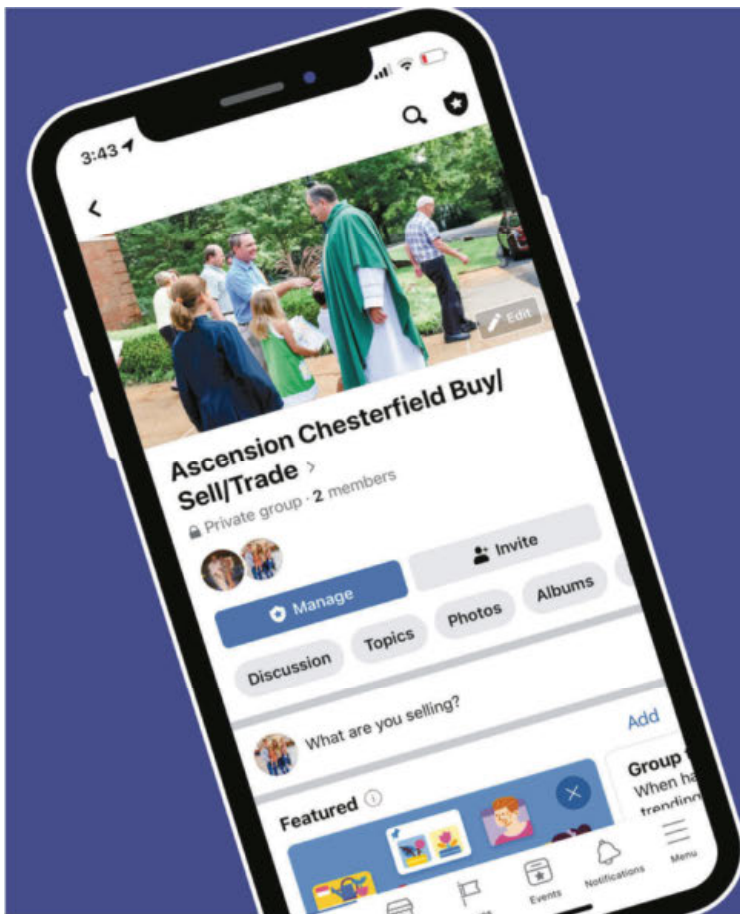 3:43
Edit
Ascension Chesterfield Buy/
Sell/Trade >
Private group · 2 members
Manage
Invite
Discussion
Topics
Photos
Albums
What are you selling?
Featured
Add
Group
When ha
trending
Events
Notifications
Menu